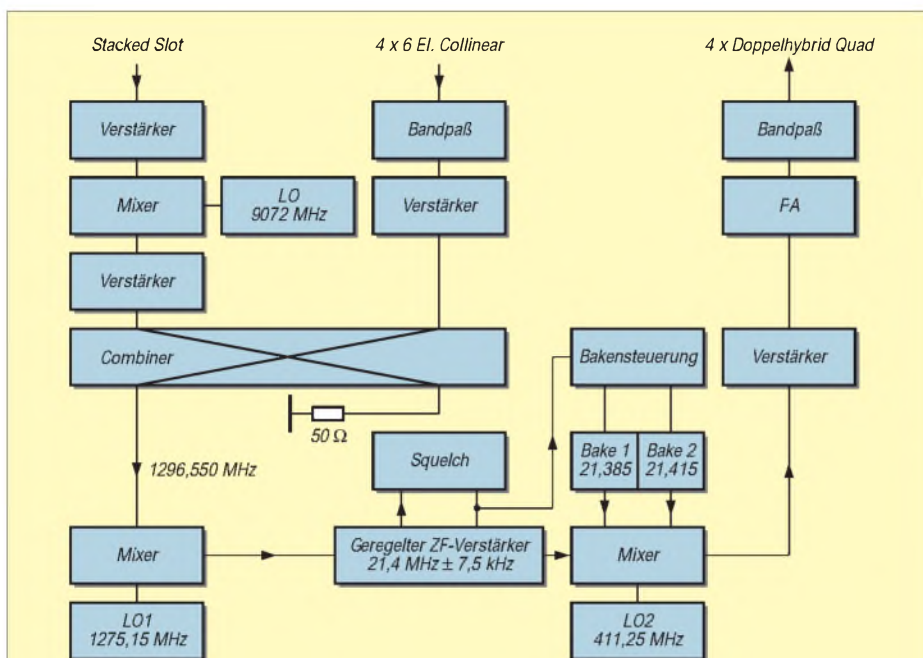 Stacked Slot
4 x 6 El. Collinear
4 x Doppelhybrid Quad
Verstärker
Bandpaß
Bandpaß
Mixer
LO
9072 MHz
Verstärker
FA
Verstärker
Combiner
Bakensteuerung
Verstärker
50 Ω
1296,550 MHz
Squelch
Bake 1
21,385
Bake 2
21,415
Mixer
Geregelter ZF-Verstärker
21,4 MHz ± 7,5 kHz
Mixer
LO1
1275,15 MHz
LO2
411,25 MHz